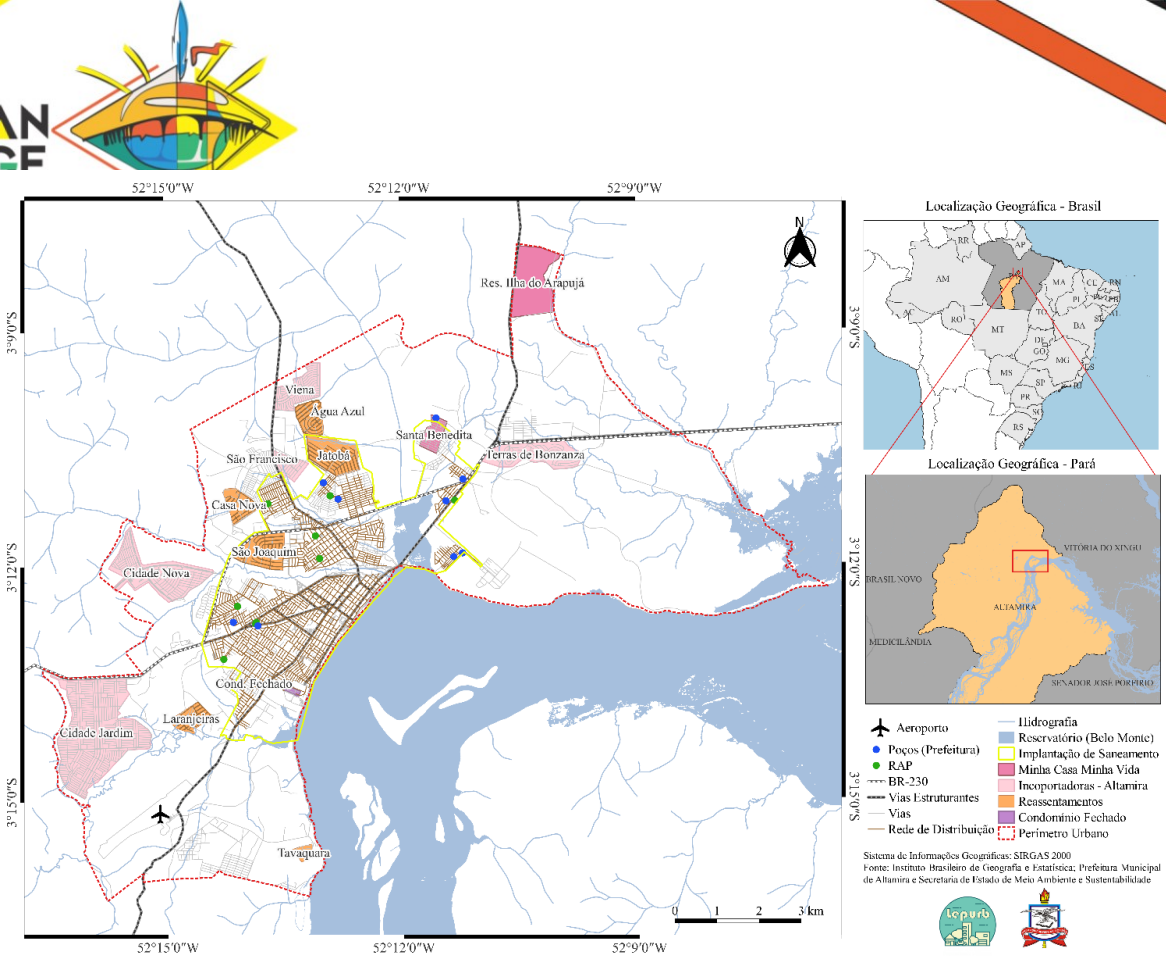 AN
GE
52°15'0"W 52°12'0"W 52°9'0"W
N
3°9'0"S
3°12'0"S
3°15'0"S
Res. Ilha do Arapujá
Viena
Água Azul
Santa Benedita
Terras de Bonzanza
São Francisco
Jatobá
Casa Nova
São Joaquim
Cidade Nova
Cond. Fechado
Laranjeiras
Cidade Jardim
Tavaquara
0 1 2 3 km
3°9'0"S
3°12'0"S
3°15'0"S
52°15'0"W 52°12'0"W 52°9'0"W
Localização Geográfica - Brasil
RR
AP
AM
MA
CE
RN
PI
AC
RO
TO
AL
SE
MT
BA
DF
GO
MG
ES
MS
SP
RJ
PR
SC
RS
Localização Geográfica - Pará
VITÓRIA DO XINGU
BRASIL NOVO
ALTAMIRA
MEDICILÂNDIA
SENADOR JOSÉ PORFÍRIO
Aeroporto
Poços (Prefeitura)
RAP
BR-230
Vias Estruturantes
Vias
Rede de Distribuição
Hidrografia
Reservatório (Belo Monte)
Implantação de Saneamento
Minha Casa Minha Vida
Incoportadoras - Altamira
Reassentamentos
Condomínio Fechado
Perímetro Urbano
Sistema de Informações Geográficas: SIRGAS 2000
Fonte: Instituto Brasileiro de Geografia e Estatística; Prefeitura Municipal
de Altamira e Secretaria de Estado de Meio Ambiente e Sustentabilidade
Lepurb